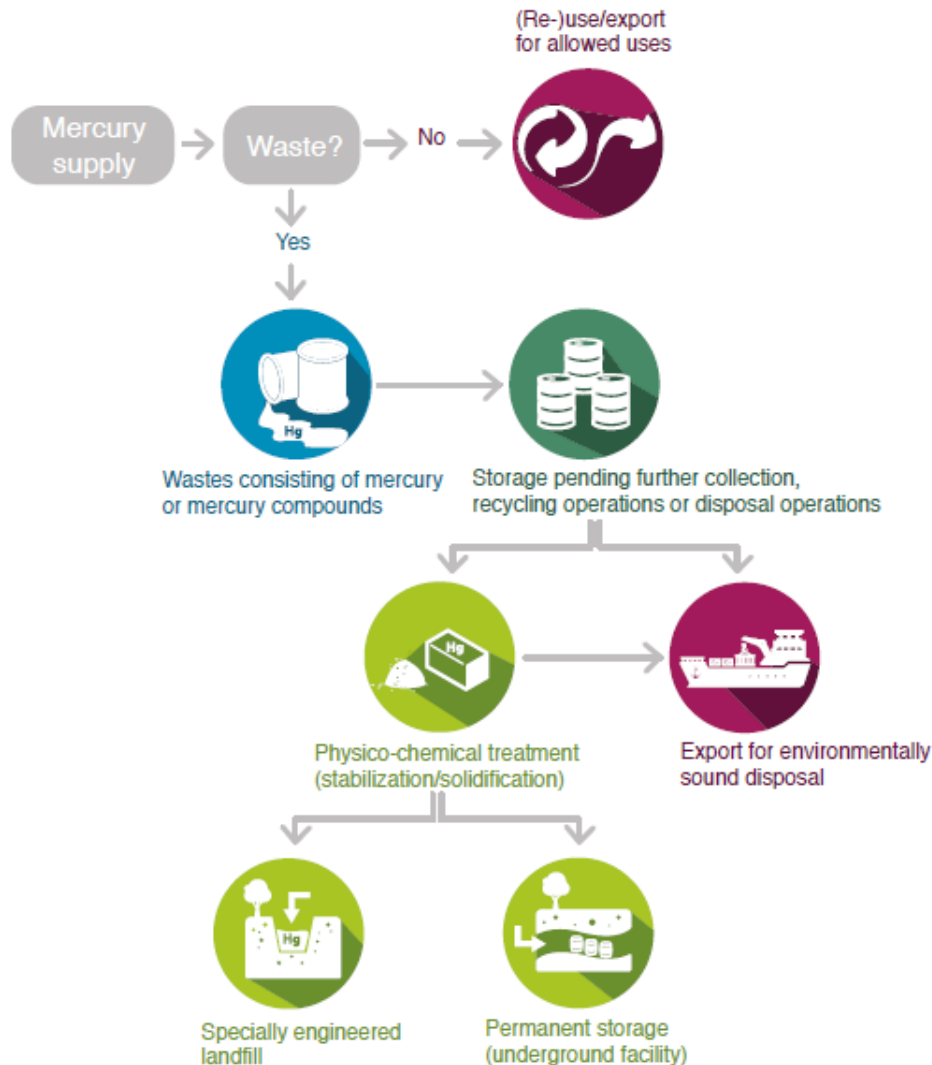 (Re-)use/export
for allowed uses
Mercury
supply
Waste?
No
Yes
Hg
Wastes consisting of mercury
or mercury compounds
Storage pending further collection,
recycling operations or disposal operations
Hg
Physico-chemical treatment
(stabilization/solidification)
Export for environmentally
sound disposal
Hg
Specially engineered
landfill
Permanent storage
(underground facility)